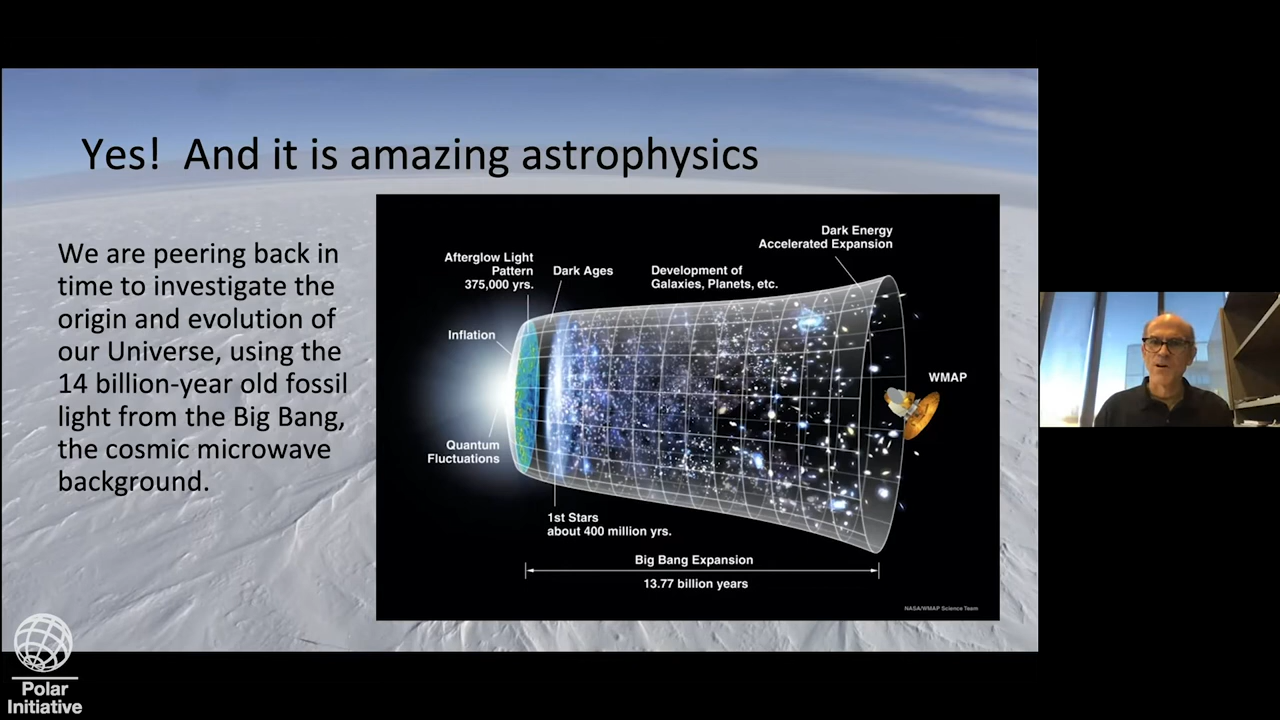 Yes! And it is amazing astrophysics
We are peering back in
time to investigate the
origin and evolution of
our Universe, using the
14 billion-year old fossil
light from the Big Bang,
the cosmic microwave
background.
Dark Energy
Accelerated Expansion
Afterglow Light
Pattern
375,000 yrs.
Dark Ages
Development of
Galaxies, Planets, etc.
Inflation
WMAP
Quantum
Fluctuations
1st Stars
about 400 million yrs.
Big Bang Expansion
13.77 billion years
NASA/WMAP Science Team
Polar
Initiative